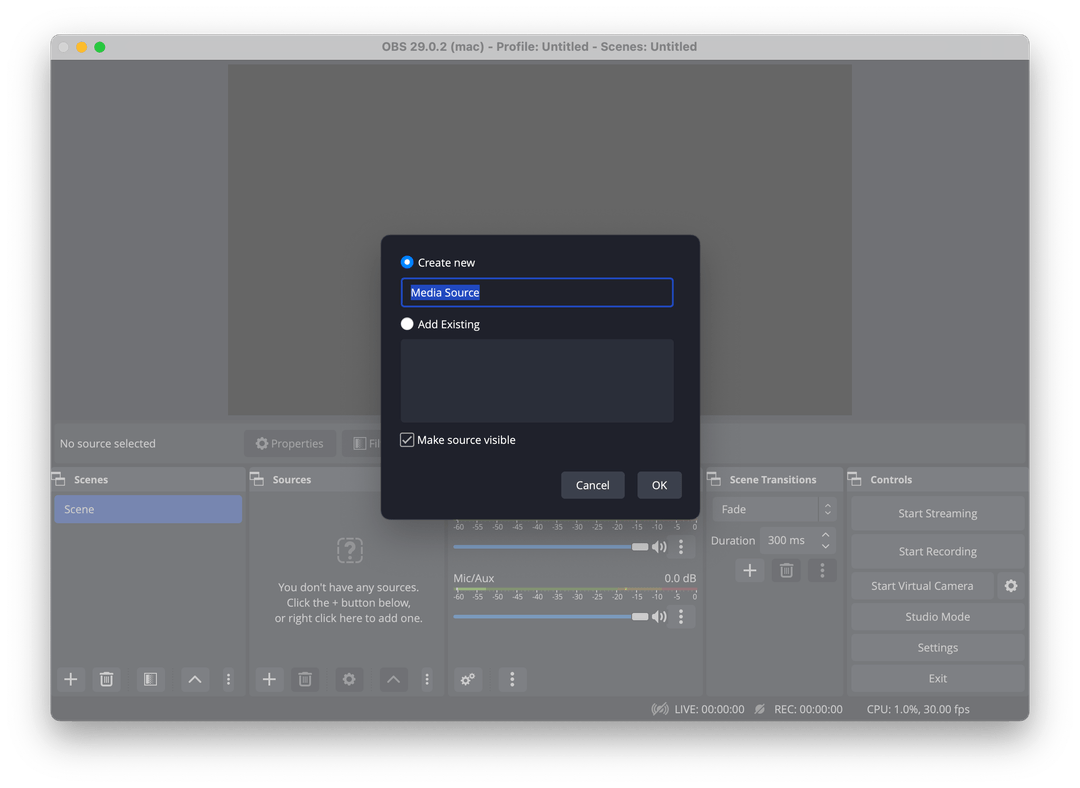 OBS 29.0.2 (mac) - Profile: Untitled - Scenes: Untitled
Create new
Media Source
Add Existing
Make source visible
Cancel
OK
No source selected
Properties
Fil
Scenes
Scene
Sources
You don't have any sources.
Click the + button below,
or right click here to add one.
-60 -55 -50 -45 -40 -35 -30 -25 -20 -15 -10 -5 0
Mic/Aux 0.0 dB
-60 -55 -50 -45 -40 -35 -30 -25 -20 -15 -10 -5 0
Scene Transitions
Fade
Duration 300 ms
Controls
Start Streaming
Start Recording
Start Virtual Camera
Studio Mode
Settings
Exit
LIVE: 00:00:00 REC: 00:00:00 CPU: 1.0%, 30.00 fps